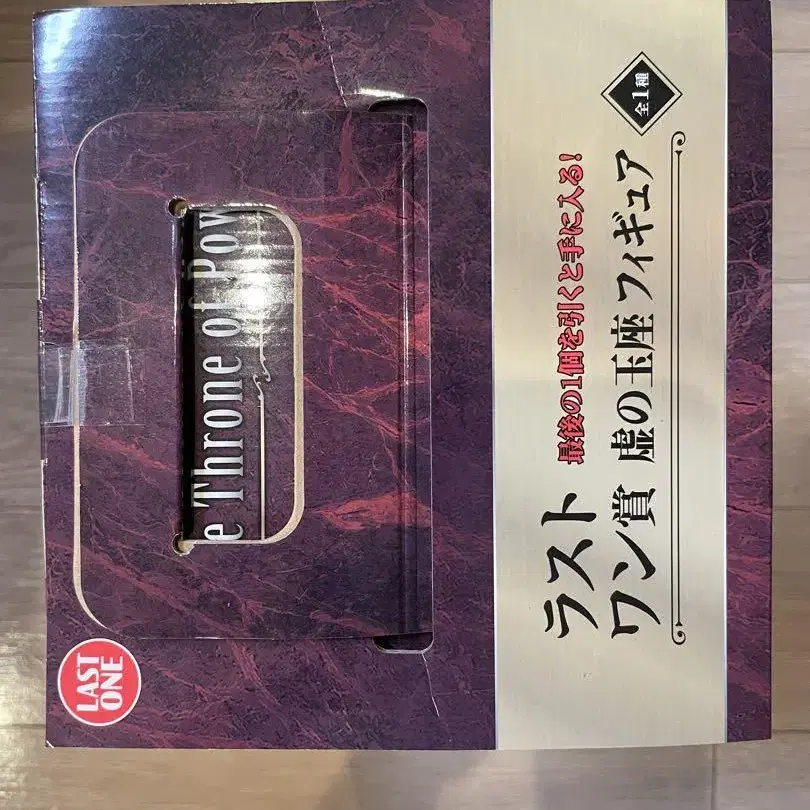 LAST
ONE
e Throne of Pow
ラスト
ワン賞
最後の1個を引くと手に入る!
虚の玉座 フィギュア
全1種